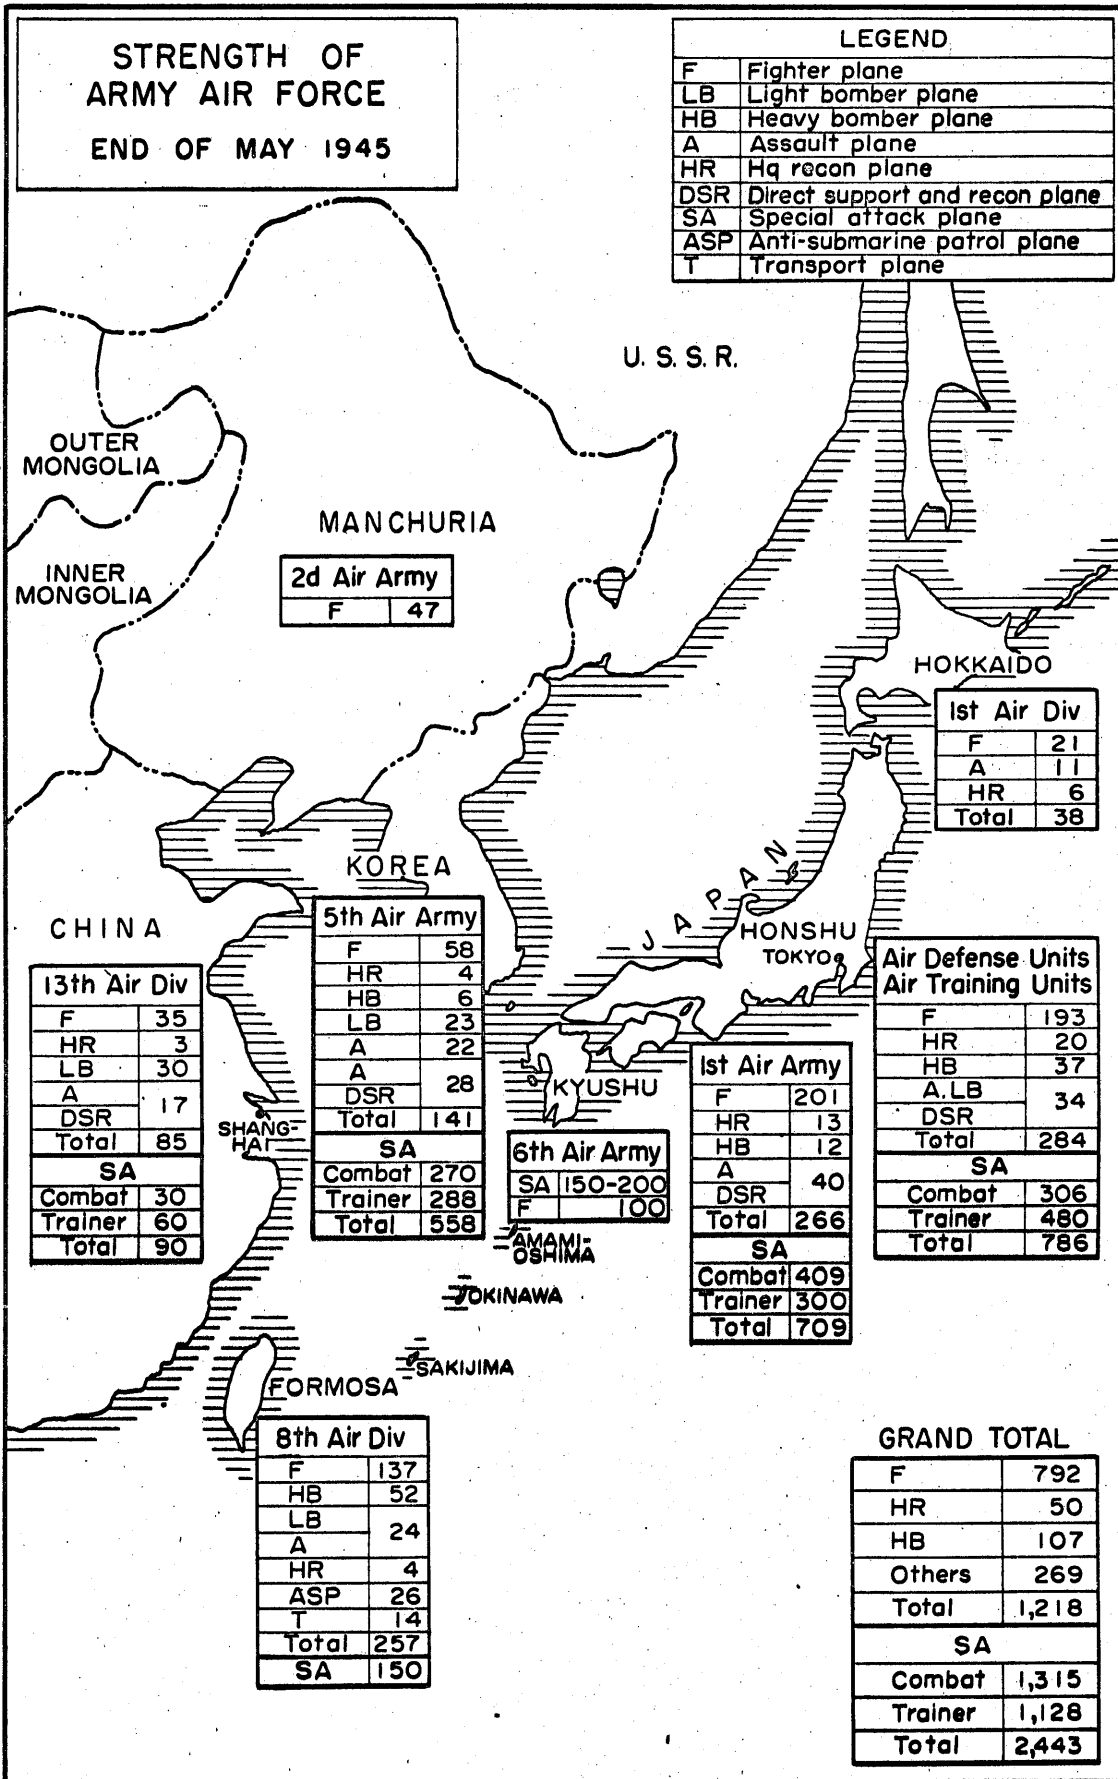 STRENGTH OF
ARMY AIR FORCE
END OF MAY 1945
LEGEND
F Fighter plane
LB Light bomber plane
HB Heavy bomber plane
A Assault plane
HR Hq recon plane
DSR Direct support and recon plane
SA Special attack plane
ASP Anti-submarine patrol plane
T Transport plane
U.S.S.R.
OUTER
MONGOLIA
MANCHURIA
INNER
MONGOLIA
2d Air Army
F 47
HOKKAIDO
1st Air Div
F 21
A 11
HR 6
Total 38
KOREA
JAPAN
CHINA
HONSHU
TOKYO
5th Air Army
F 58
HR 4
HB 6
LB 23
A 22
A
DSR 28
Total 141
SA
Combat 270
Trainer 288
Total 558
13th Air Div
F 35
HR 3
LB 30
A
DSR 17
Total 85
SA
Combat 30
Trainer 60
Total 90
SHANG-
HAI
KYUSHU
6th Air Army
SA 150-200
F 100
1st Air Army
F 201
HR 13
HB 12
A
DSR 40
Total 266
SA
Combat 409
Trainer 300
Total 709
Air Defense Units
Air Training Units
F 193
HR 20
HB 37
A.LB
DSR 34
Total 284
SA
Combat 306
Trainer 480
Total 786
AMAMI-
OSHIMA
OKINAWA
SAKIJIMA
FORMOSA
8th Air Div
F 137
HB 52
LB
A 24
HR 4
ASP 26
T 14
Total 257
SA 150
GRAND TOTAL
F 792
HR 50
HB 107
Others 269
Total 1,218
SA
Combat 1,315
Trainer 1,128
Total 2,443